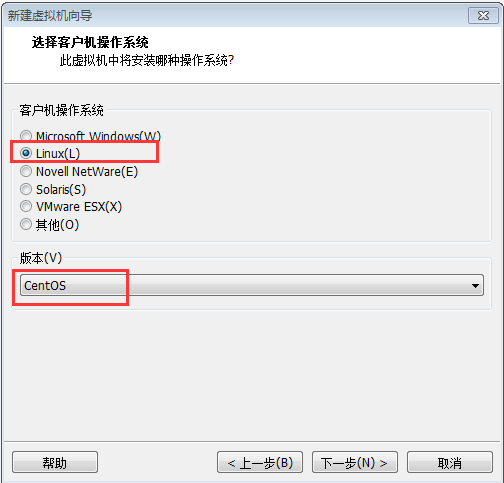 新建虚拟机向导
选择客户机操作系统
此虚拟机中将安装哪种操作系统?
客户机操作系统
Microsoft Windows(W)
Linux(L)
Novell NetWare(E)
Solaris(S)
VMware ESX(X)
其他(O)
版本(V)
CentOS
帮助
< 上一步(B)
下一步(N) >
取消